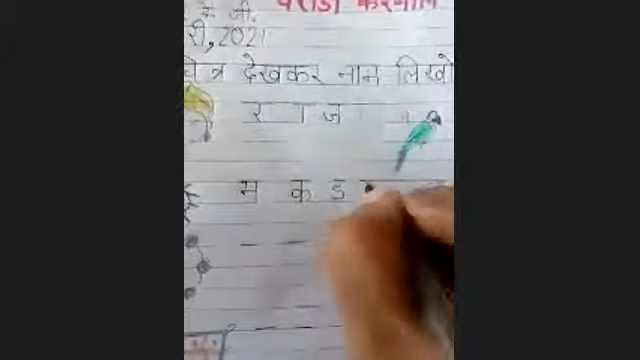 के. जी.
री, 2021
चित्र देखकर नाम लिखो
र ा ज
म क ड